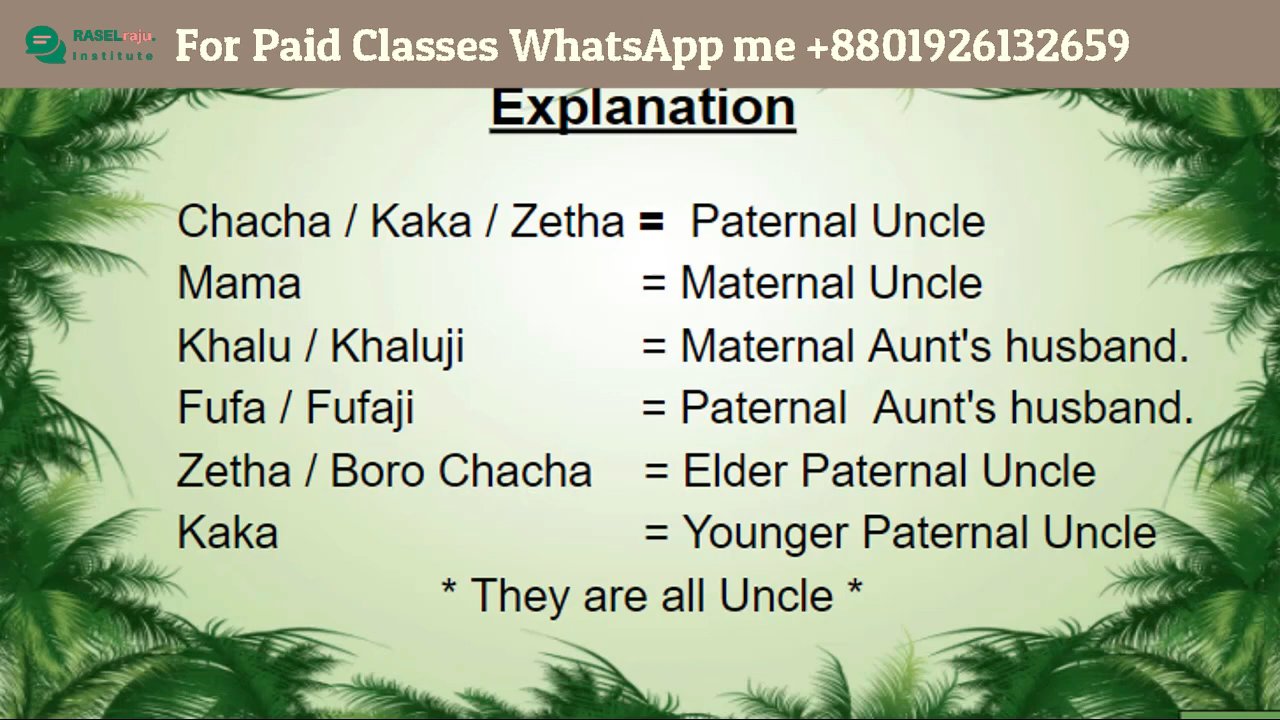 RASELraju.
Institute
For Paid Classes WhatsApp me +8801926132659
Explanation
Chacha / Kaka / Zetha = Paternal Uncle
Mama = Maternal Uncle
Khalu / Khaluji = Maternal Aunt's husband.
Fufa / Fufaji = Paternal Aunt's husband.
Zetha / Boro Chacha = Elder Paternal Uncle
Kaka = Younger Paternal Uncle
* They are all Uncle *